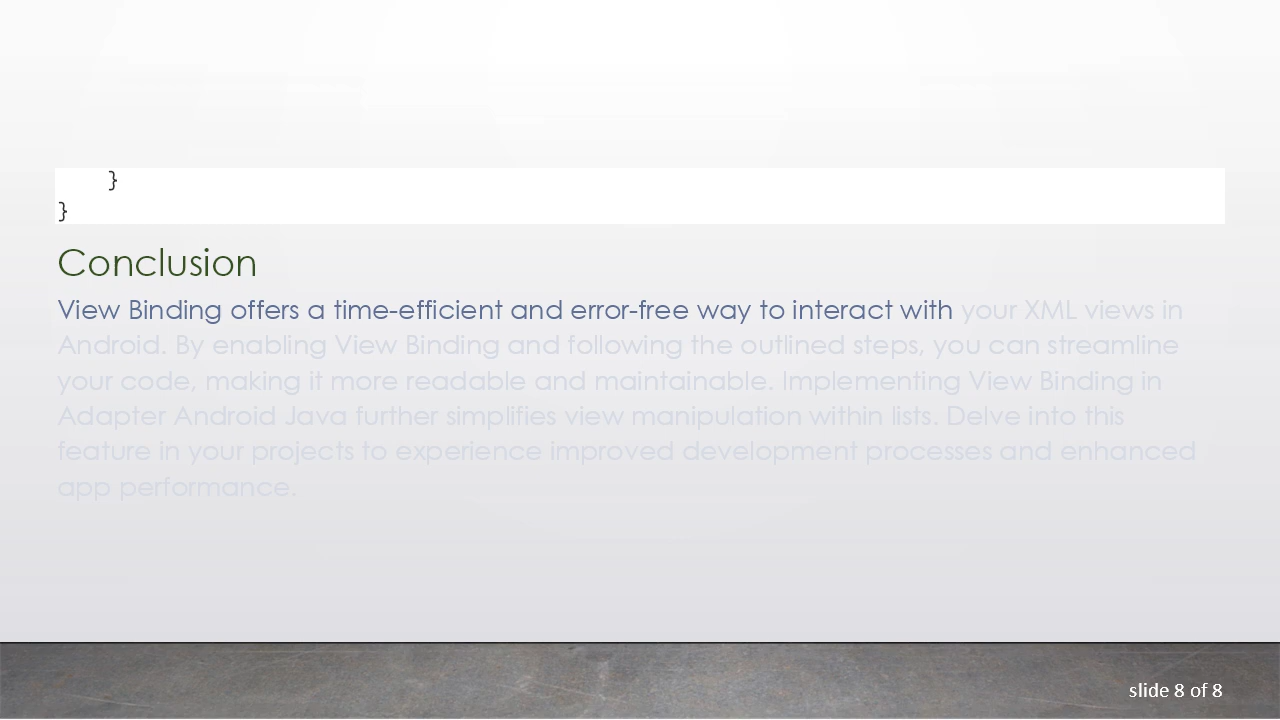 }
}
Conclusion
View Binding offers a time-efficient and error-free way to interact with your XML views in
Android. By enabling View Binding and following the outlined steps, you can streamline
your code, making it more readable and maintainable. Implementing View Binding in
Adapter Android Java further simplifies view manipulation within lists. Delve into this
feature in your projects to experience improved development processes and enhanced
app performance.
slide 8 of 8